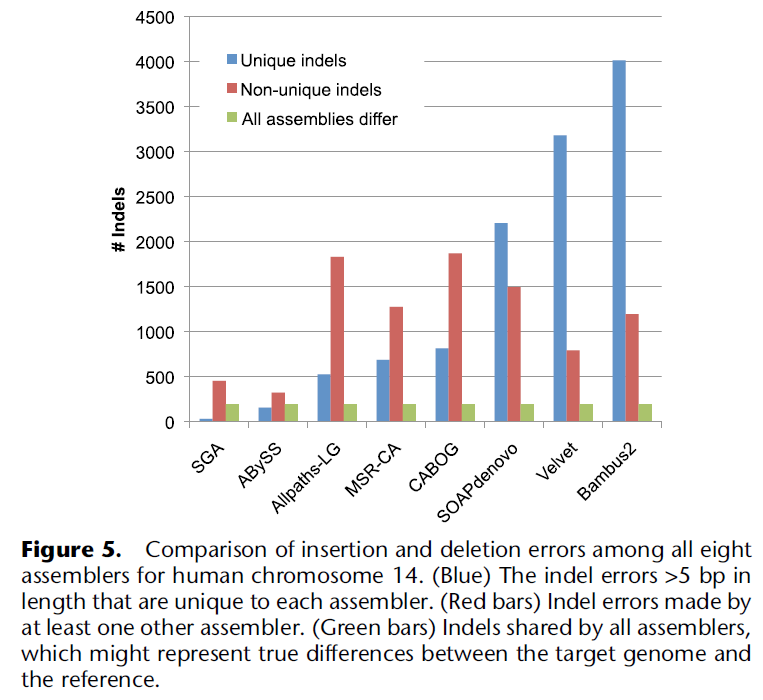 4500
4000
3500
3000
2500
2000
1500
1000
500
0
# Indels
Unique indels
Non-unique indels
All assemblies differ
SGA
ABySS
Allpaths-LG
MSR-CA
CABOG
SOAPdenovo
Velvet
Bambus2
Figure 5. Comparison of insertion and deletion errors among all eight
assemblers for human chromosome 14. (Blue) The indel errors >5 bp in
length that are unique to each assembler. (Red bars) Indel errors made by
at least one other assembler. (Green bars) Indels shared by all assemblers,
which might represent true differences between the target genome and
the reference.